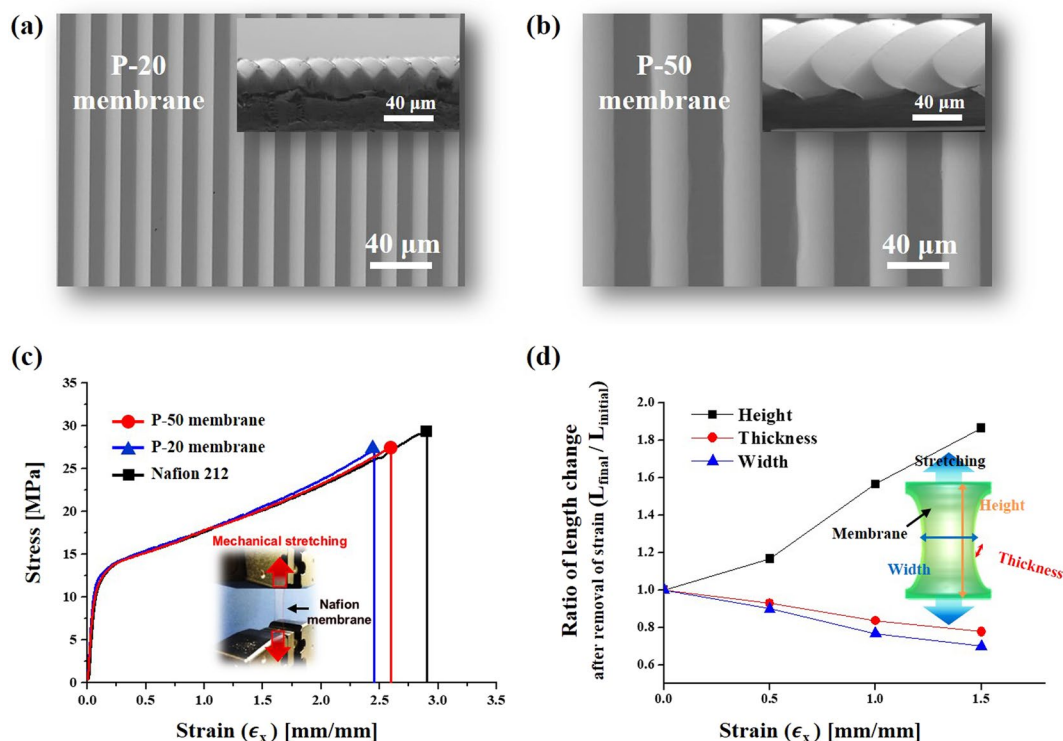 (a)
P-20
membrane
40 μm
40 μm
(b)
P-50
membrane
40 μm
40 μm
(c)
35
30
25
20
15
10
5
0
0.0
0.5
1.0
1.5
2.0
2.5
3.0
3.5
Stress [MPa]
Strain (ϵx) [mm/mm]
P-50 membrane
P-20 membrane
Nafion 212
Mechanical stretching
Nafion
membrane
(d)
2.0
1.8
1.6
1.4
1.2
1.0
0.8
0.6
0.0
0.5
1.0
1.5
Ratio of length change
after removal of strain (Lfinal / Linitial)
Strain (ϵx) [mm/mm]
Height
Thickness
Width
Stretching
Height
Membrane
Width
Thickness